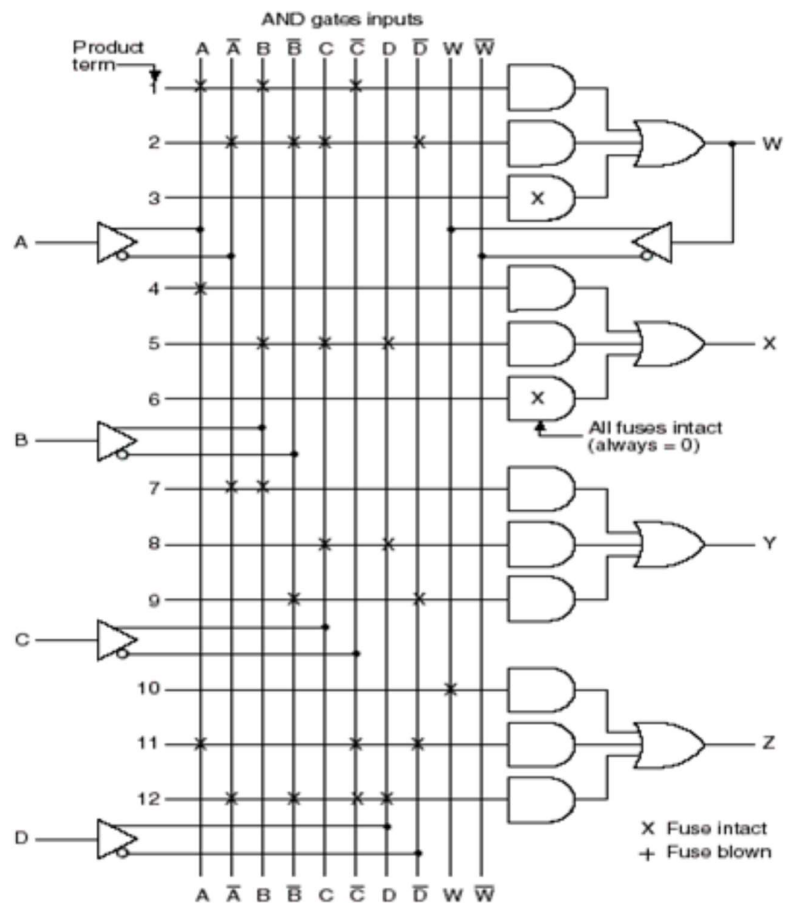 AND gates inputs
Product
term
A A̅ B B̅ C C̅ D D̅ W W̅
1
2
W
3
X
A
4
5
X
6
X
All fuses intact
(always = 0)
B
7
8
Y
9
C
10
11
Z
12
X Fuse intact
+ Fuse blown
D
A A̅ B B̅ C C̅ D D̅ W W̅